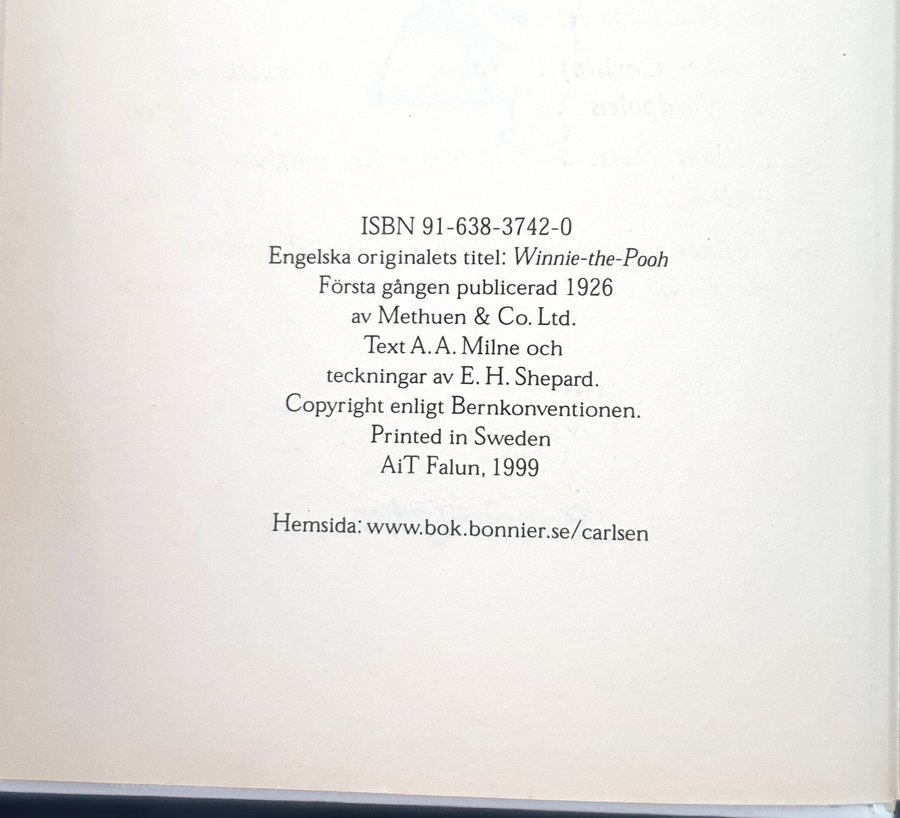 ISBN 91-638-3742-0
Engelska originalets titel: Winnie-the-Pooh
Första gången publicerad 1926
av Methuen & Co. Ltd.
Text A. A. Milne och
teckningar av E. H. Shepard.
Copyright enligt Bernkonventionen.
Printed in Sweden
AiT Falun, 1999
Hemsida: www.bok.bonnier.se/carlsen